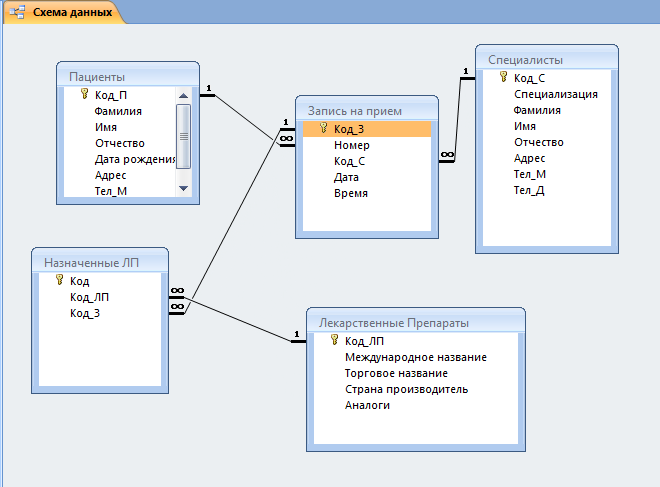 Схема данных
Пациенты
Код_П
Фамилия
Имя
Отчество
Дата рождения
Адрес
Тел_М
1
Запись на прием
Код_З
Номер
Код_С
Дата
Время
1
∞
∞
Специалисты
Код_С
Специализация
Фамилия
Имя
Отчество
Адрес
Тел_М
Тел_Д
1
Назначенные ЛП
Код
Код_ЛП
Код_З
∞
∞
Лекарственные Препараты
Код_ЛП
Международное название
Торговое название
Страна производитель
Аналоги
1